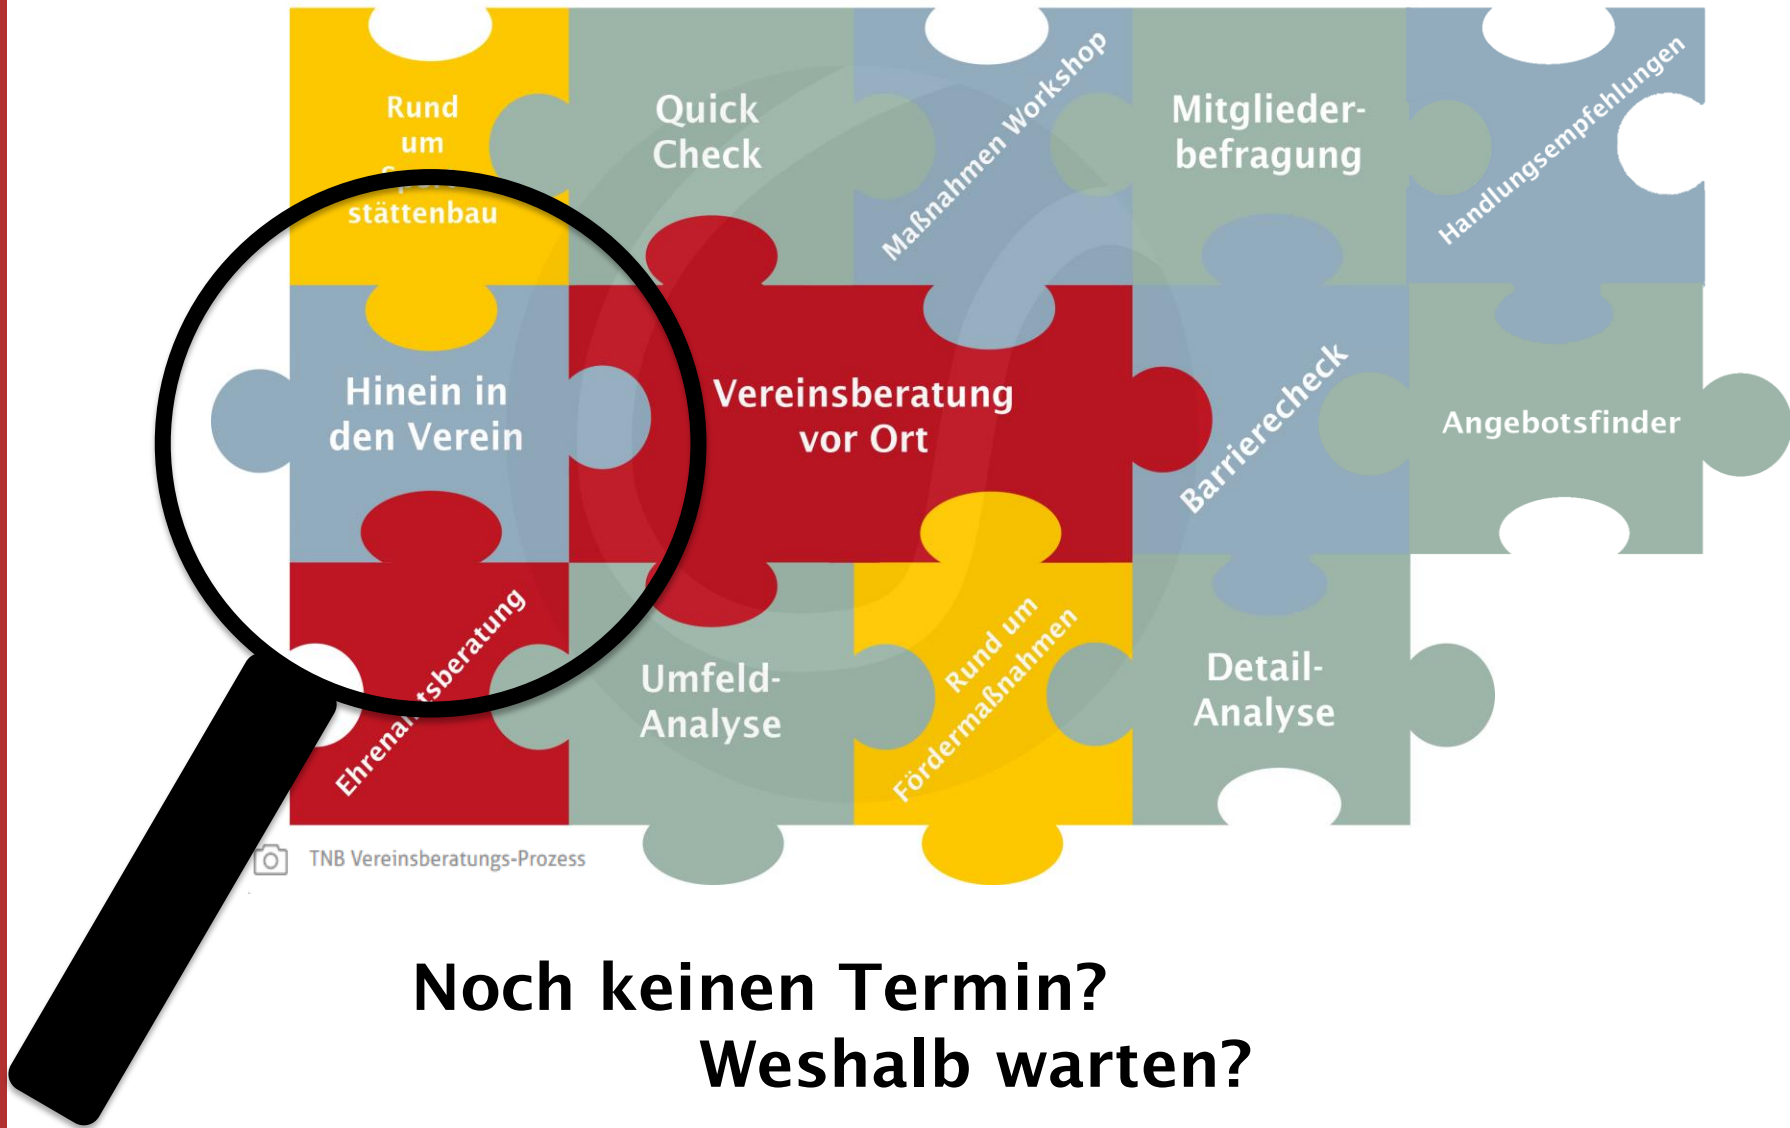 Rund
um
stättenbau
Quick
Check
Maßnahmen Workshop
Mitglieder-
befragung
Handlungsempfehlungen
Hinein in
den Verein
Vereinsberatung
vor Ort
Barrierecheck
Angebotsfinder
Ehrenamtsberatung
Umfeld-
Analyse
Rund um
Fördermaßnahmen
Detail-
Analyse
TNB Vereinsberatungs-Prozess
Noch keinen Termin?
Weshalb warten?